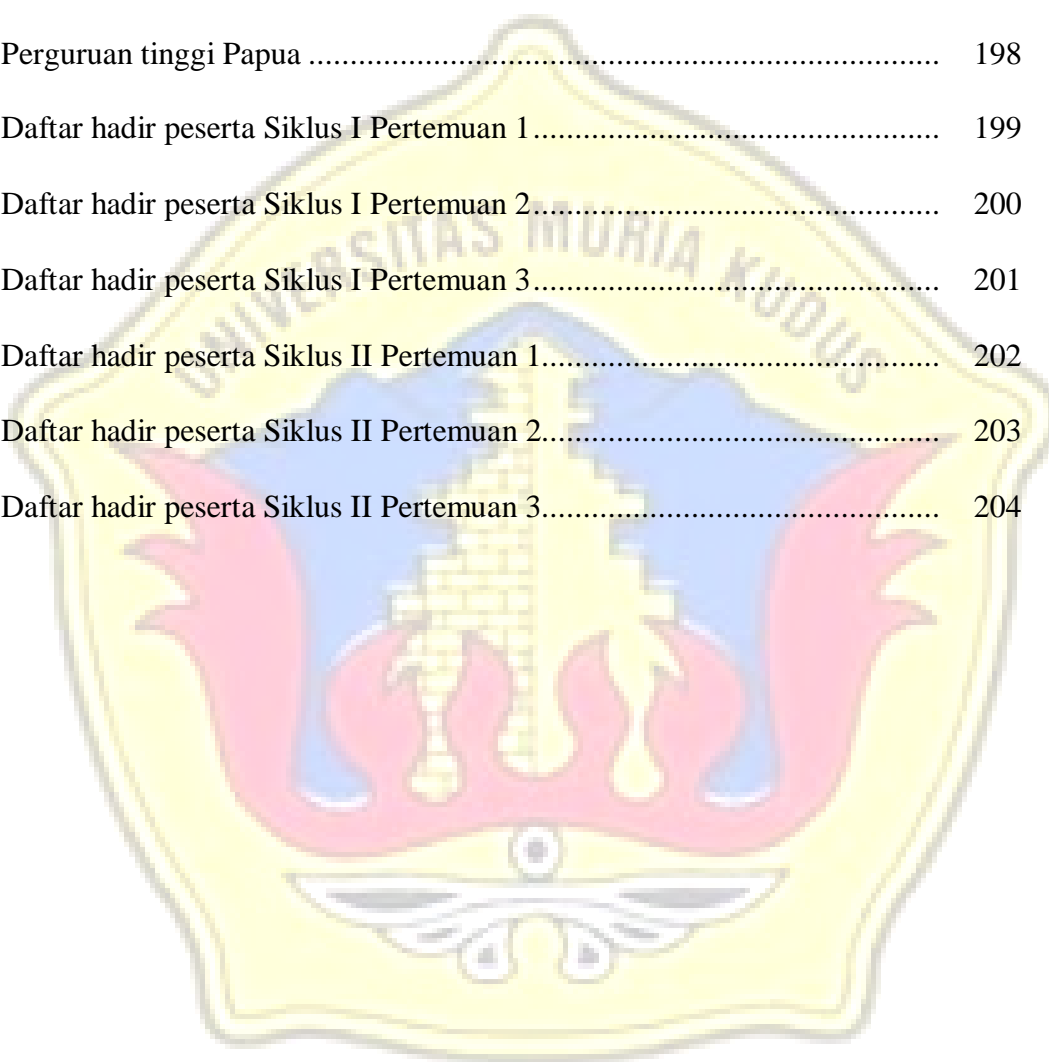 Perguruan tinggi Papua ........................................................................ 198
Daftar hadir peserta Siklus I Pertemuan 1 .............................................. 199
Daftar hadir peserta Siklus I Pertemuan 2 .............................................. 200
Daftar hadir peserta Siklus I Pertemuan 3 .............................................. 201
Daftar hadir peserta Siklus II Pertemuan 1 ............................................. 202
Daftar hadir peserta Siklus II Pertemuan 2 ............................................. 203
Daftar hadir peserta Siklus II Pertemuan 3 ............................................. 204
UNIVERSITAS MURIA KUDUS